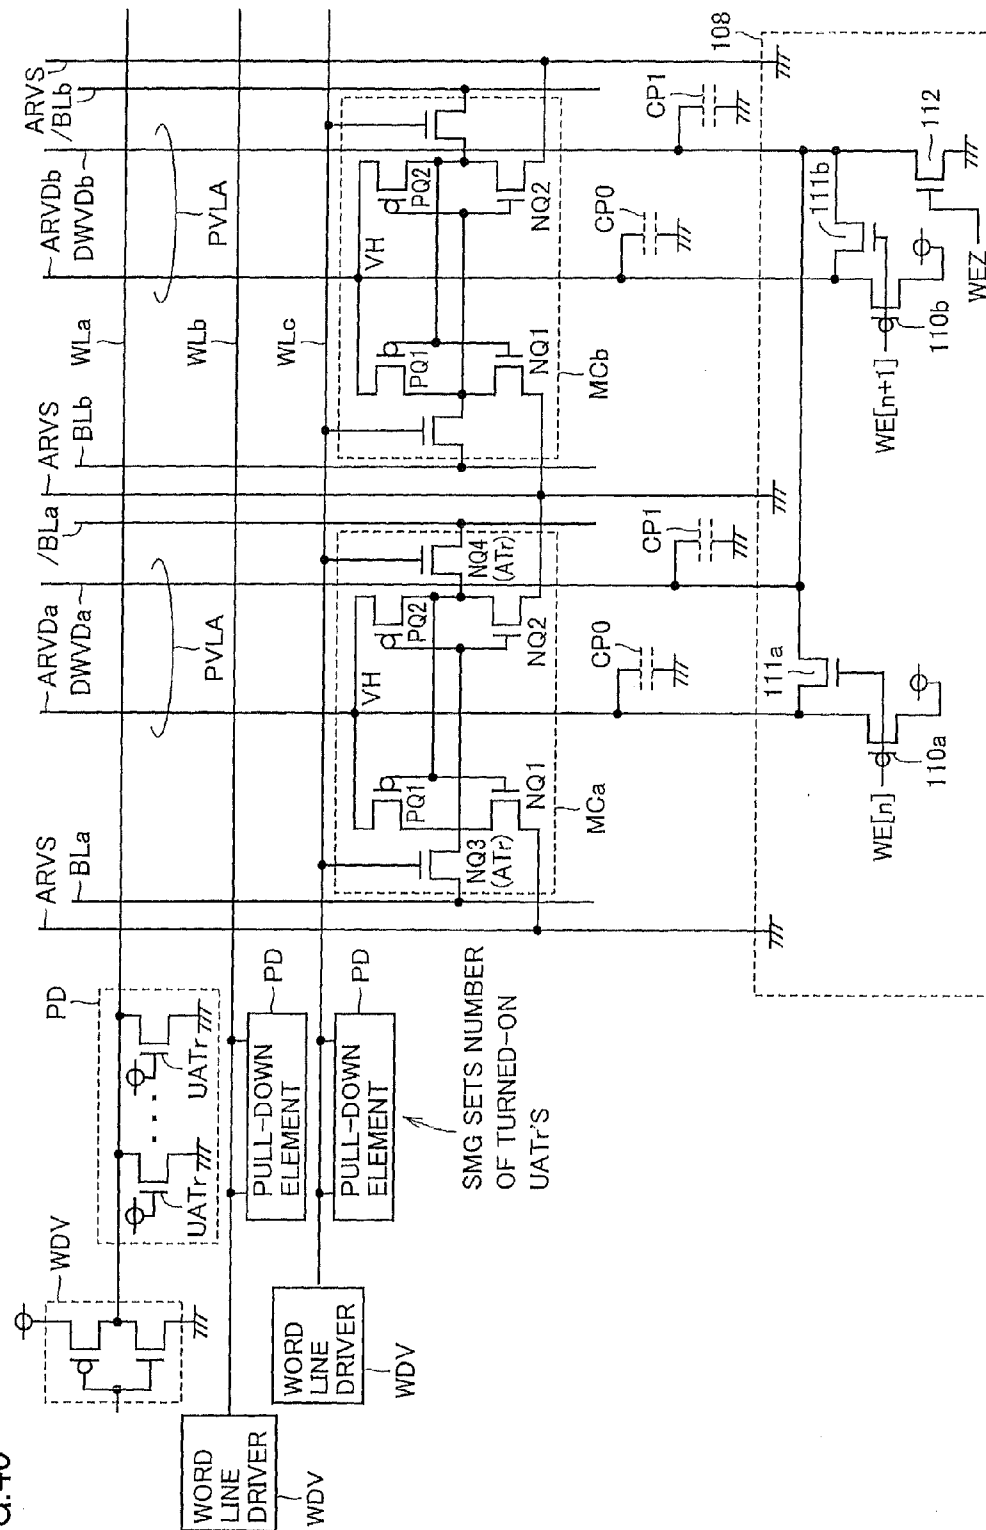 ARVS
/BLb
ARVDb
DWVDb
PVLA
WLa
WLb
WLc
ARVS
BLb
/BLa
ARVDa
DWVDa
PVLA
ARVS
BLa
108
VH
PQ1
PQ2
NQ1
NQ2
MCb
CP0
CP1
VH
PQ1
PQ2
NQ1
NQ2
NQ3
(ATr)
NQ4
(ATr)
MCa
CP0
CP1
110a
111a
WE[n]
110b
111b
WE[n+1]
112
WEZ
PD
UATr
UATr
WDV
PD
PULL-DOWN
ELEMENT
PD
PULL-DOWN
ELEMENT
SMG SETS NUMBER
OF TURNED-ON
UATr'S
WORD
LINE
DRIVER
WDV
WORD
LINE
DRIVER
WDV